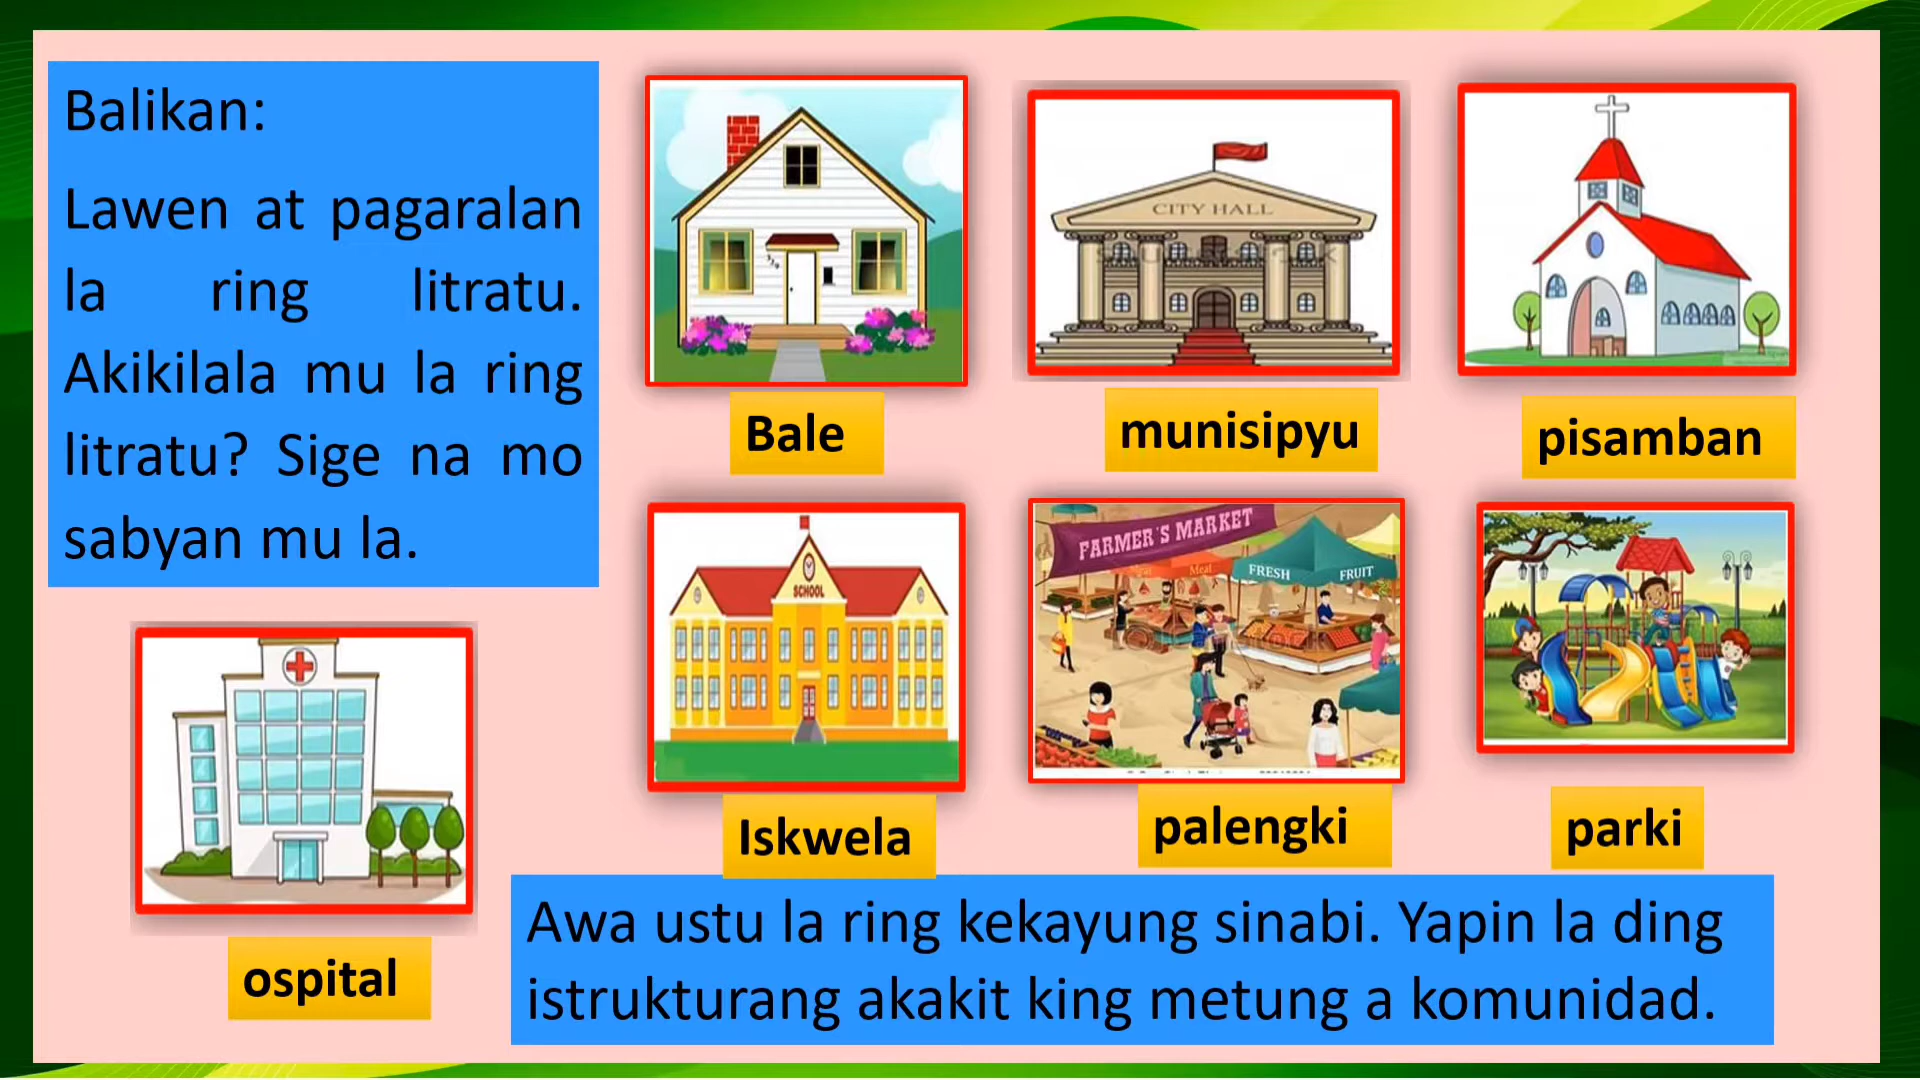 Balikan:
Lawen at pagaralan
la ring litratu.
Akikilala mu la ring
litratu? Sige na mo
sabyan mu la.
CITY HALL
Bale
munisipyu
pisamban
SCHOOL
FARMER'S MARKET
Meat
FRESH
FRUIT
Iskwela
palengki
parki
ospital
Awa ustu la ring kekayung sinabi. Yapin la ding
istrukturang akakit king metung a komunidad.